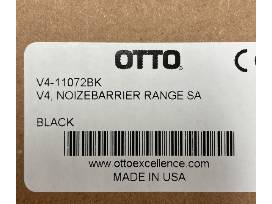 OTTO®
CE
V4-11072BK
V4, NOIZEBARRIER RANGE SA
BLACK
www.ottoexcellence.com
MADE IN USA